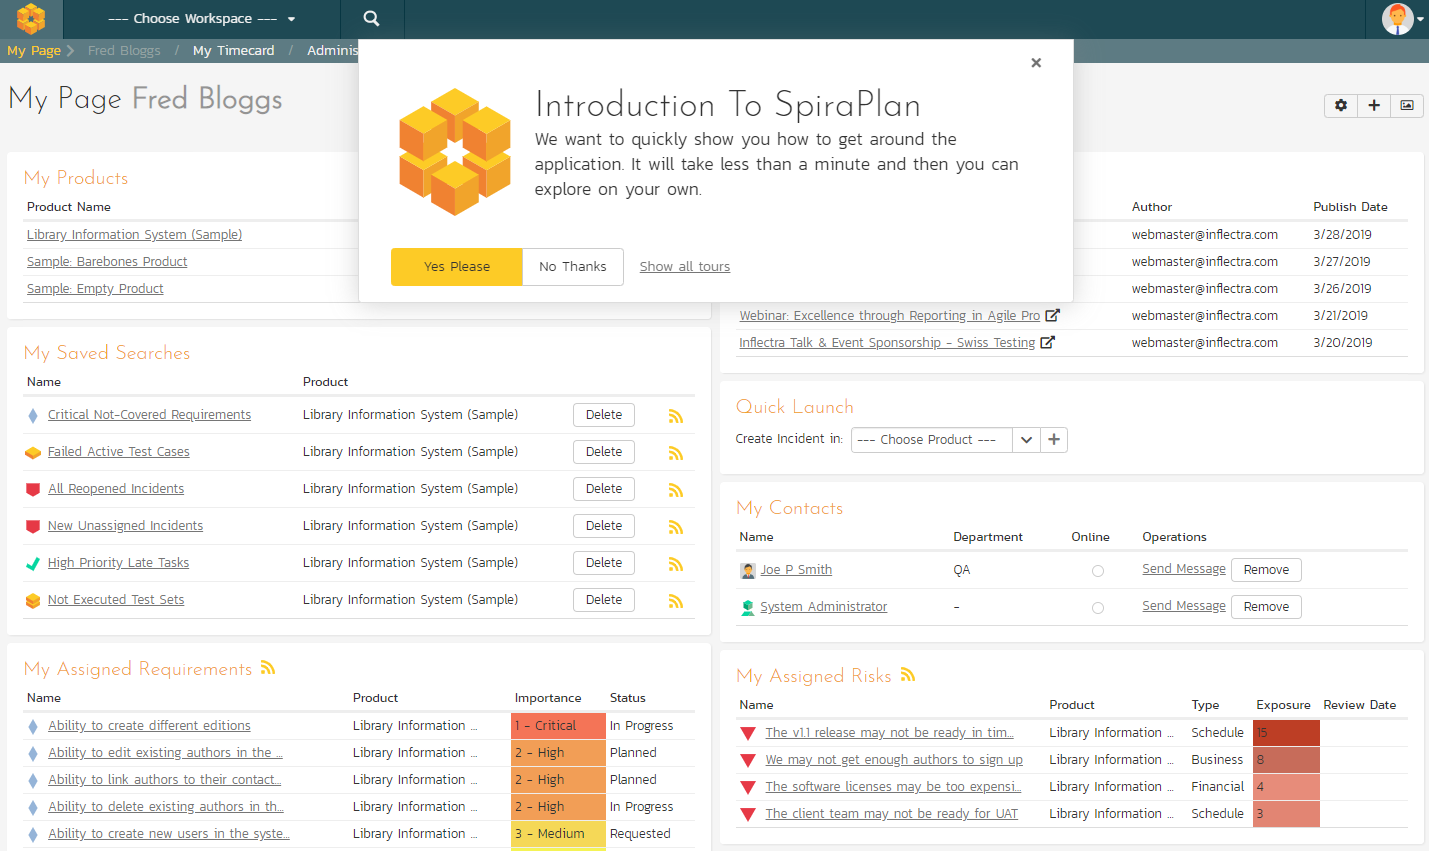 --- Choose Workspace ---
My Page
Fred Bloggs / My Timecard / Adminis
My Page Fred Bloggs
Introduction To SpiraPlan
We want to quickly show you how to get around the
application. It will take less than a minute and then you can
explore on your own.
Yes Please No Thanks Show all tours
My Products
Product Name
Library Information System (Sample)
Sample: Barebones Product
Sample: Empty Product
Author Publish Date
webmaster@inflectra.com 3/28/2019
webmaster@inflectra.com 3/27/2019
webmaster@inflectra.com 3/26/2019
Webinar: Excellence through Reporting in Agile Pro webmaster@inflectra.com 3/21/2019
Inflectra Talk & Event Sponsorship - Swiss Testing webmaster@inflectra.com 3/20/2019
My Saved Searches
Name Product
Critical Not-Covered Requirements Library Information System (Sample) Delete
Failed Active Test Cases Library Information System (Sample) Delete
All Reopened Incidents Library Information System (Sample) Delete
New Unassigned Incidents Library Information System (Sample) Delete
High Priority Late Tasks Library Information System (Sample) Delete
Not Executed Test Sets Library Information System (Sample) Delete
Quick Launch
Create Incident in: --- Choose Product ---
My Contacts
Name Department Online Operations
Joe P Smith QA Send Message Remove
System Administrator - Send Message Remove
My Assigned Requirements
Name Product Importance Status
Ability to create different editions Library Information ... 1 - Critical In Progress
Ability to edit existing authors in the ... Library Information ... 2 - High Planned
Ability to link authors to their contact... Library Information ... 2 - High Planned
Ability to delete existing authors in th... Library Information ... 2 - High In Progress
Ability to create new users in the syste... Library Information ... 3 - Medium Requested
My Assigned Risks
Name Product Type Exposure Review Date
The v1.1 release may not be ready in tim... Library Information ... Schedule 15
We may not get enough authors to sign up Library Information ... Business 8
The software licenses may be too expensi... Library Information ... Financial 4
The client team may not be ready for UAT Library Information ... Schedule 3